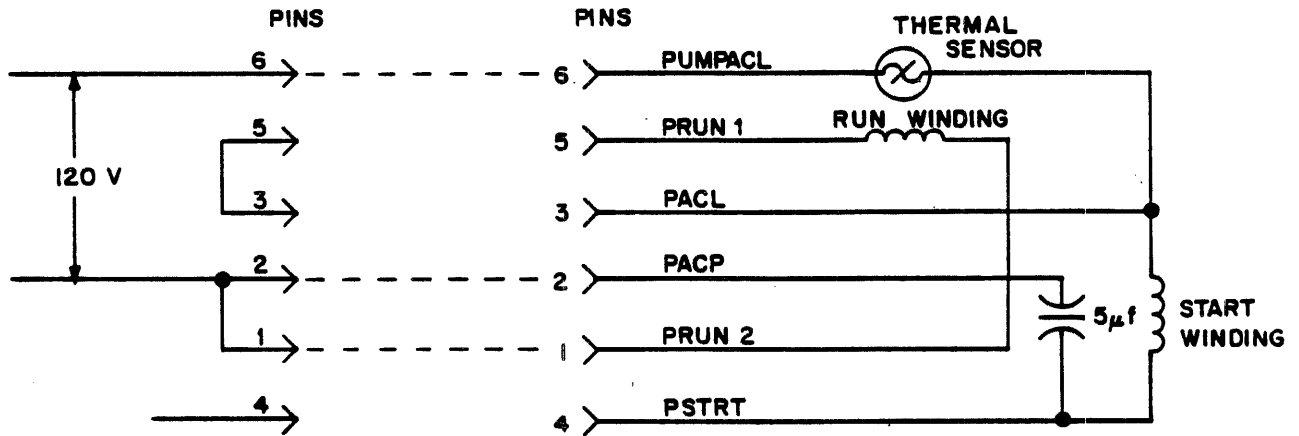 PINS
PINS
THERMAL
SENSOR
6
6
PUMPACL
5
5
PRUN 1
RUN WINDING
120 V
3
3
PACL
2
2
PACP
5μf
START
WINDING
1
1
PRUN 2
4
4
PSTRT